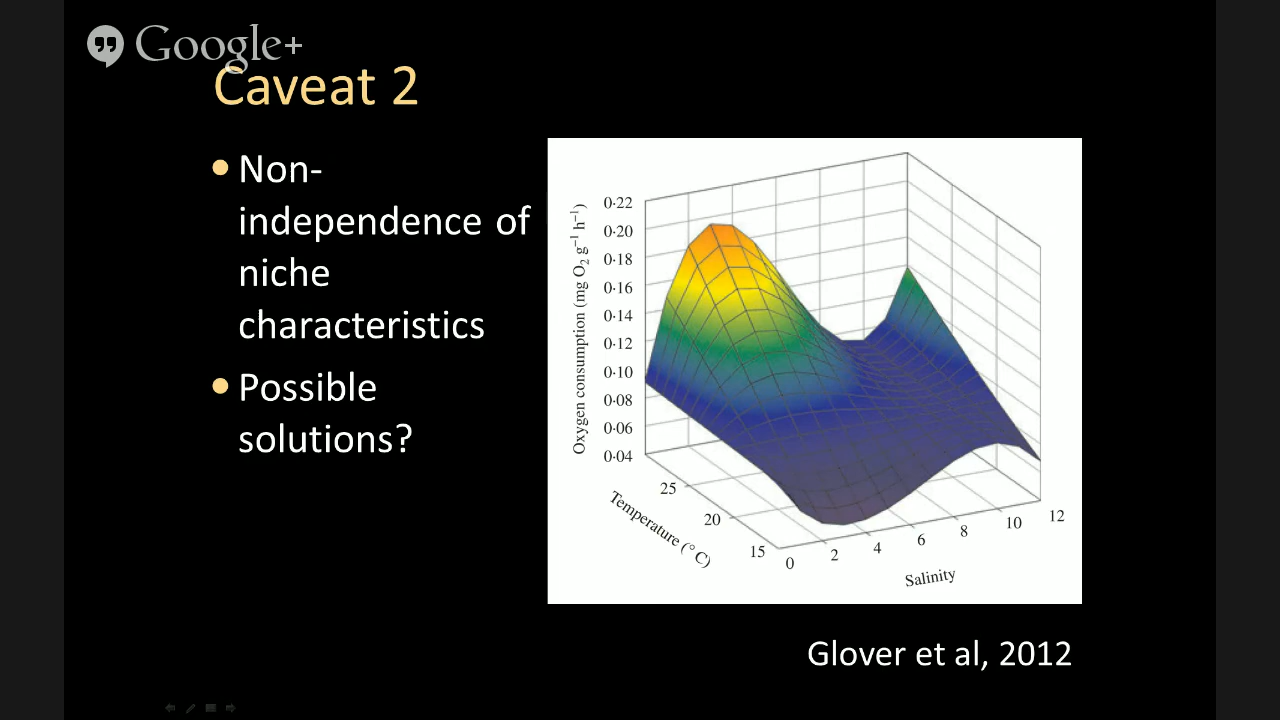 Google+
Caveat 2
• Non-
independence of
niche
characteristics
• Possible
solutions?
Oxygen consumption (mg O₂ g⁻¹ h⁻¹)
0·22
0·20
0·18
0·16
0·14
0·12
0·10
0·08
0·06
0·04
Temperature (° C)
25
20
15
0
2
4
6
8
10
12
Salinity
Glover et al, 2012